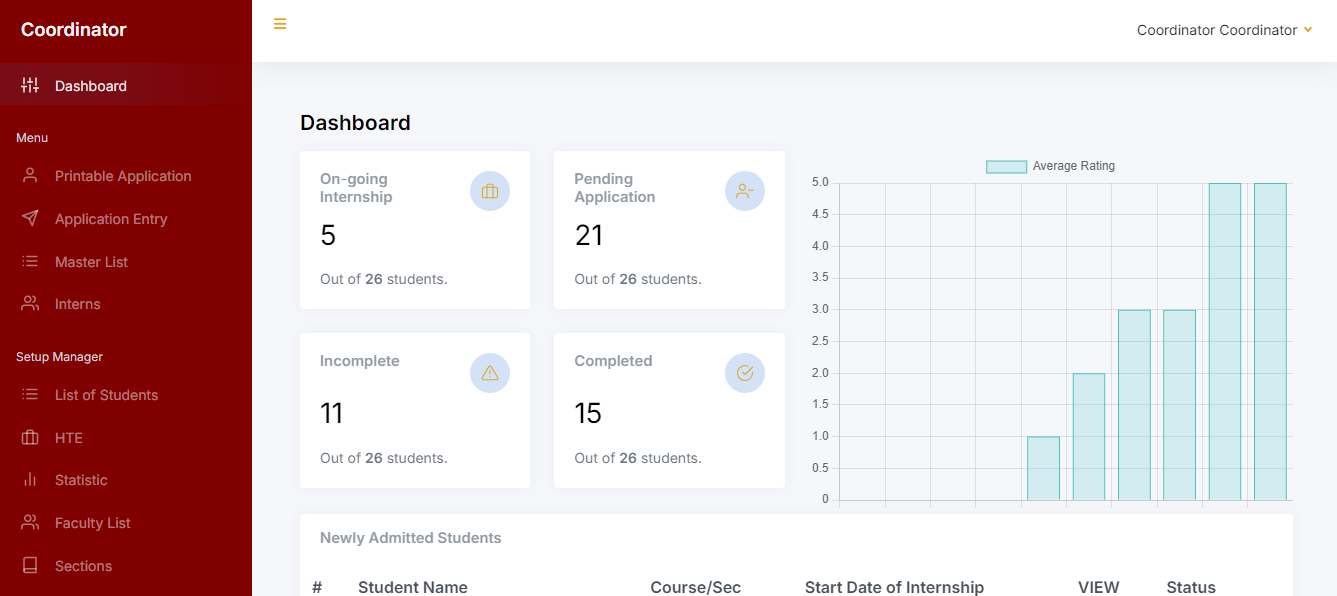 Coordinator
Dashboard
Menu
Printable Application
Application Entry
Master List
Interns
Setup Manager
List of Students
HTE
Statistic
Faculty List
Sections
Coordinator Coordinator
Dashboard
On-going
Internship
5
Out of 26 students.
Pending
Application
21
Out of 26 students.
Incomplete
11
Out of 26 students.
Completed
15
Out of 26 students.
Average Rating
5.0
4.5
4.0
3.5
3.0
2.5
2.0
1.5
1.0
0.5
0
Newly Admitted Students
# Student Name Course/Sec Start Date of Internship VIEW Status